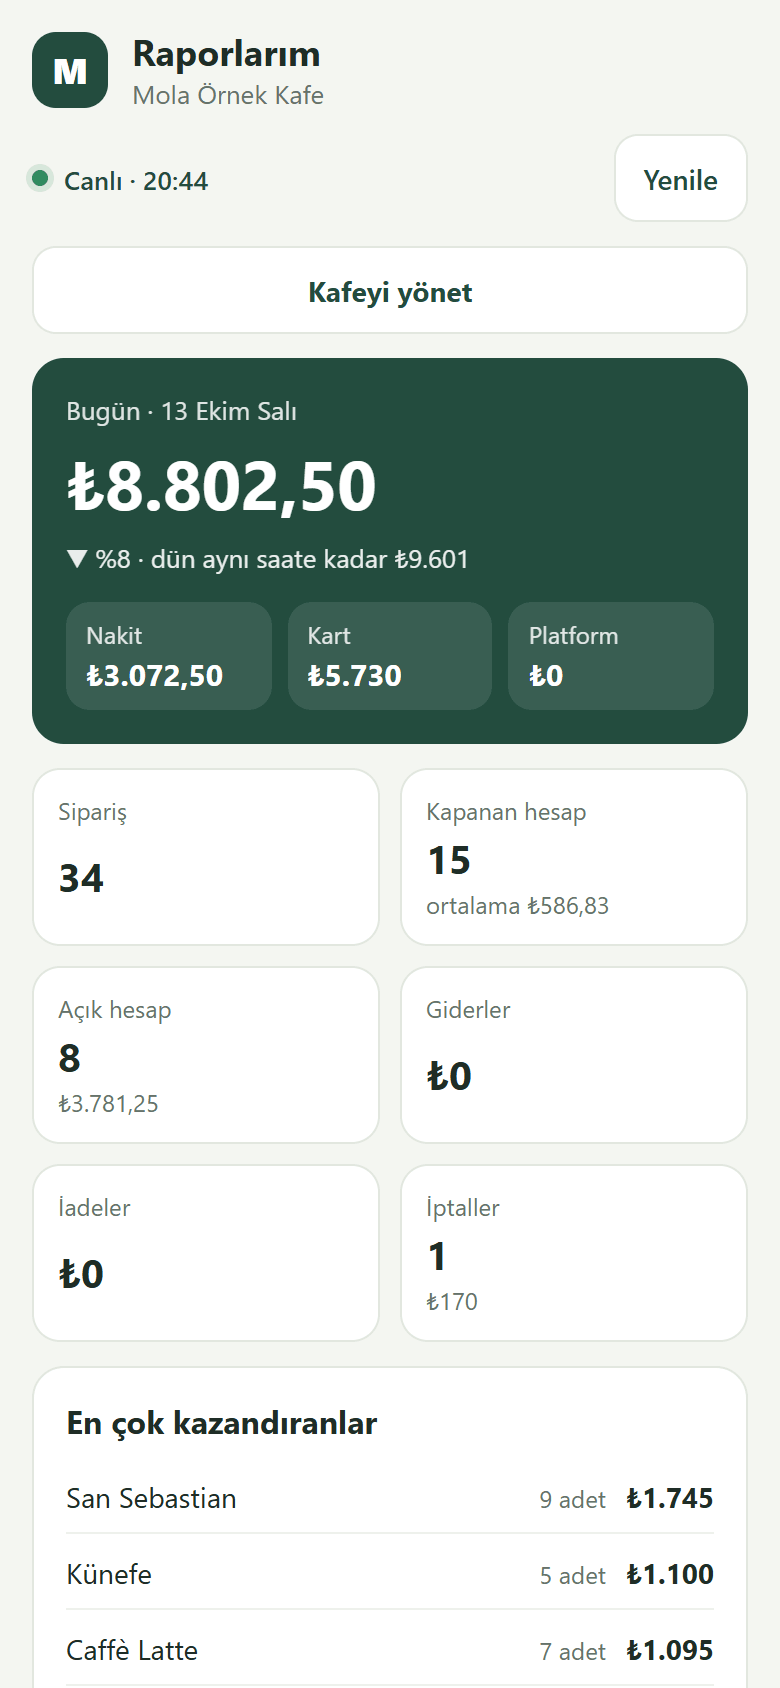 M
Raporlarım
Mola Örnek Kafe
Canlı · 20:44
Yenile
Kafeyi yönet
Bugün · 13 Ekim Salı
₺8.802,50
▼ %8 · dün aynı saate kadar ₺9.601
Nakit
₺3.072,50
Kart
₺5.730
Platform
₺0
Sipariş
34
Kapanan hesap
15
ortalama ₺586,83
Açık hesap
8
₺3.781,25
Giderler
₺0
İadeler
₺0
İptaller
1
₺170
En çok kazandıranlar
San Sebastian 9 adet ₺1.745
Künefe 5 adet ₺1.100
Caffè Latte 7 adet ₺1.095